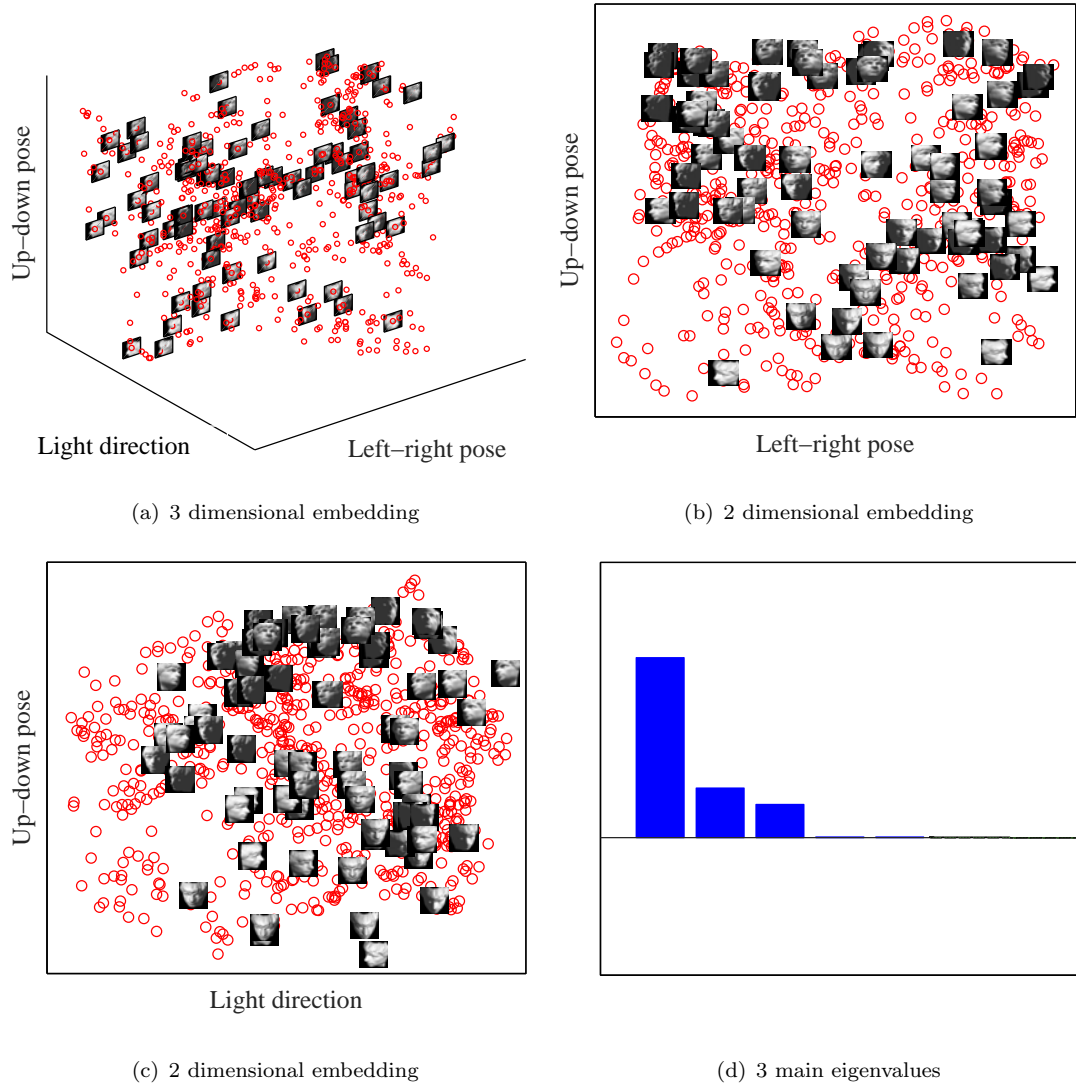 Up–down pose
Light direction
Left–right pose
(a) 3 dimensional embedding
Up–down pose
Left–right pose
(b) 2 dimensional embedding
Up–down pose
Light direction
(c) 2 dimensional embedding
(d) 3 main eigenvalues